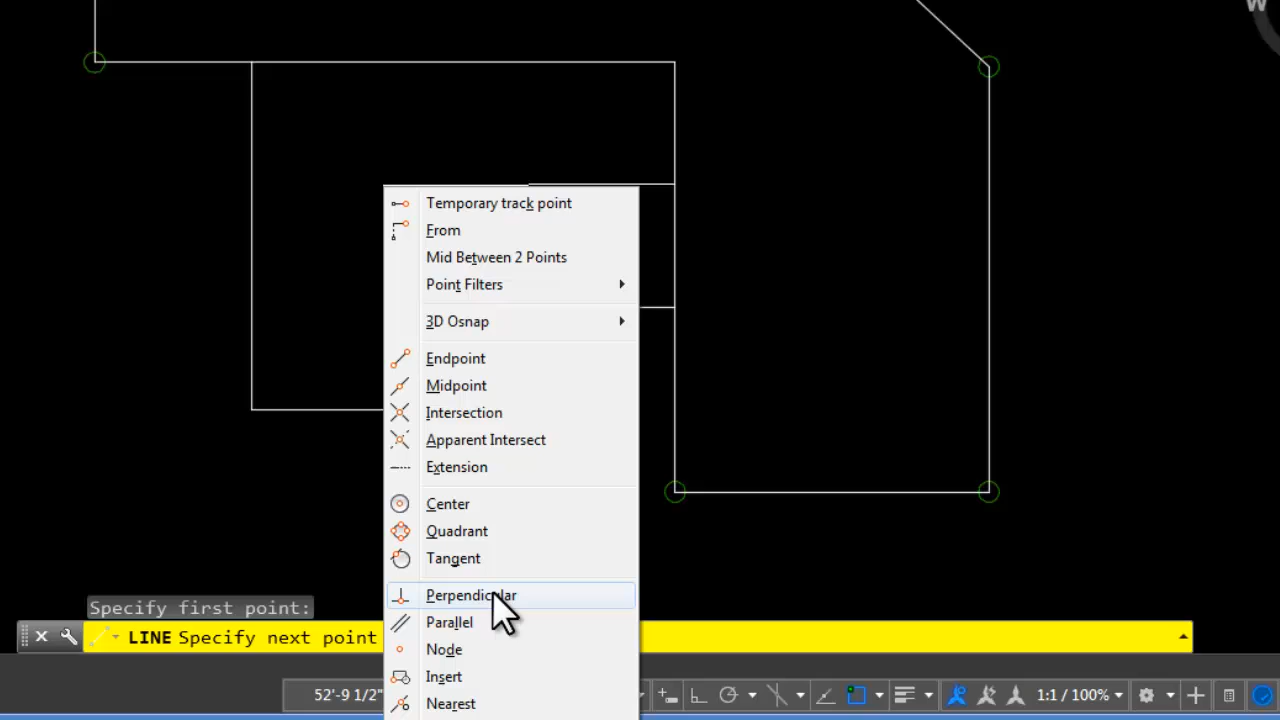 W
Temporary track point
From
Mid Between 2 Points
Point Filters
3D Osnap
Endpoint
Midpoint
Intersection
Apparent Intersect
Extension
Center
Quadrant
Tangent
Perpendicular
Parallel
Node
Insert
Nearest
Specify first point:
LINE Specify next point
52'-9 1/2"
1:1 / 100%